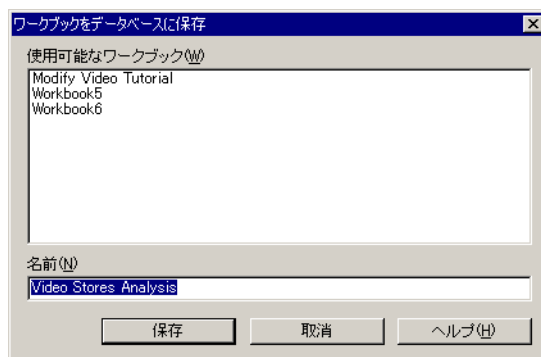 ワークブックをデータベースに保存
使用可能なワークブック(W)
Modify Video Tutorial
Workbook5
Workbook6
名前(N)
Video Stores Analysis
保存 取消 ヘルプ(H)